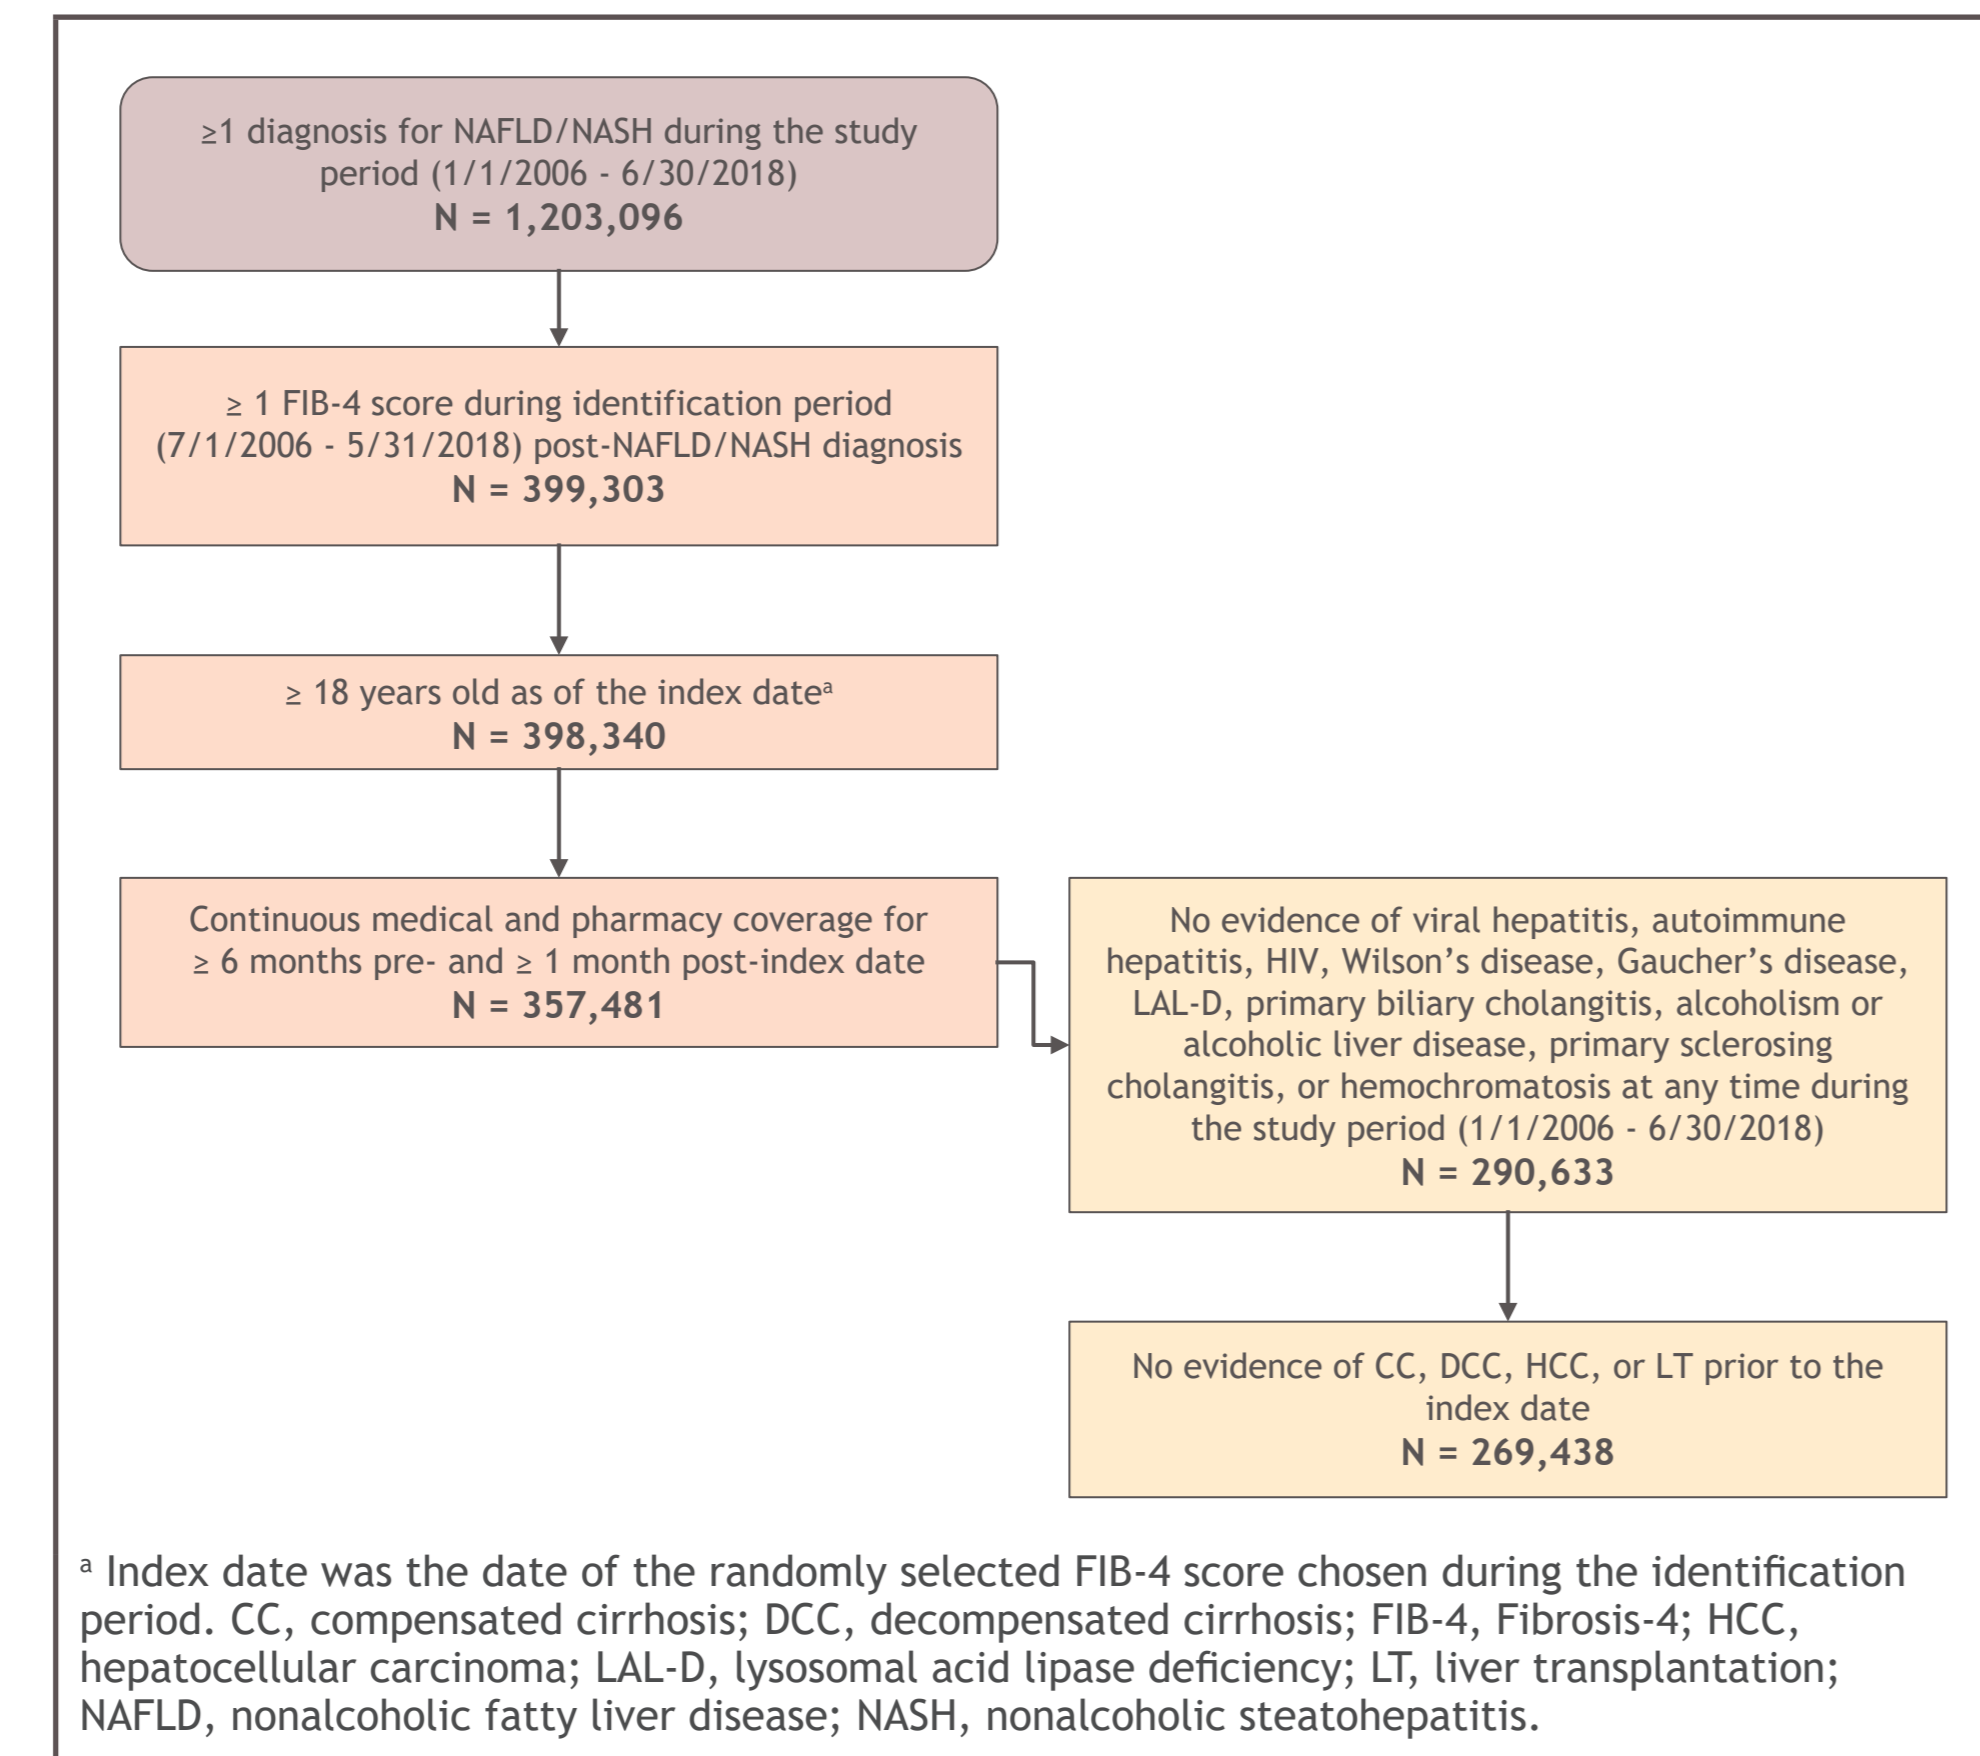 ≥1 diagnosis for NAFLD/NASH during the study
period (1/1/2006 - 6/30/2018)
N = 1,203,096
≥ 1 FIB-4 score during identification period
(7/1/2006 - 5/31/2018) post-NAFLD/NASH diagnosis
N = 399,303
≥ 18 years old as of the index dateᵃ
N = 398,340
Continuous medical and pharmacy coverage for
≥ 6 months pre- and ≥ 1 month post-index date
N = 357,481
No evidence of viral hepatitis, autoimmune
hepatitis, HIV, Wilson’s disease, Gaucher’s disease,
LAL-D, primary biliary cholangitis, alcoholism or
alcoholic liver disease, primary sclerosing
cholangitis, or hemochromatosis at any time during
the study period (1/1/2006 - 6/30/2018)
N = 290,633
No evidence of CC, DCC, HCC, or LT prior to the
index date
N = 269,438
ᵃ Index date was the date of the randomly selected FIB-4 score chosen during the identification
period. CC, compensated cirrhosis; DCC, decompensated cirrhosis; FIB-4, Fibrosis-4; HCC,
hepatocellular carcinoma; LAL-D, lysosomal acid lipase deficiency; LT, liver transplantation;
NAFLD, nonalcoholic fatty liver disease; NASH, nonalcoholic steatohepatitis.